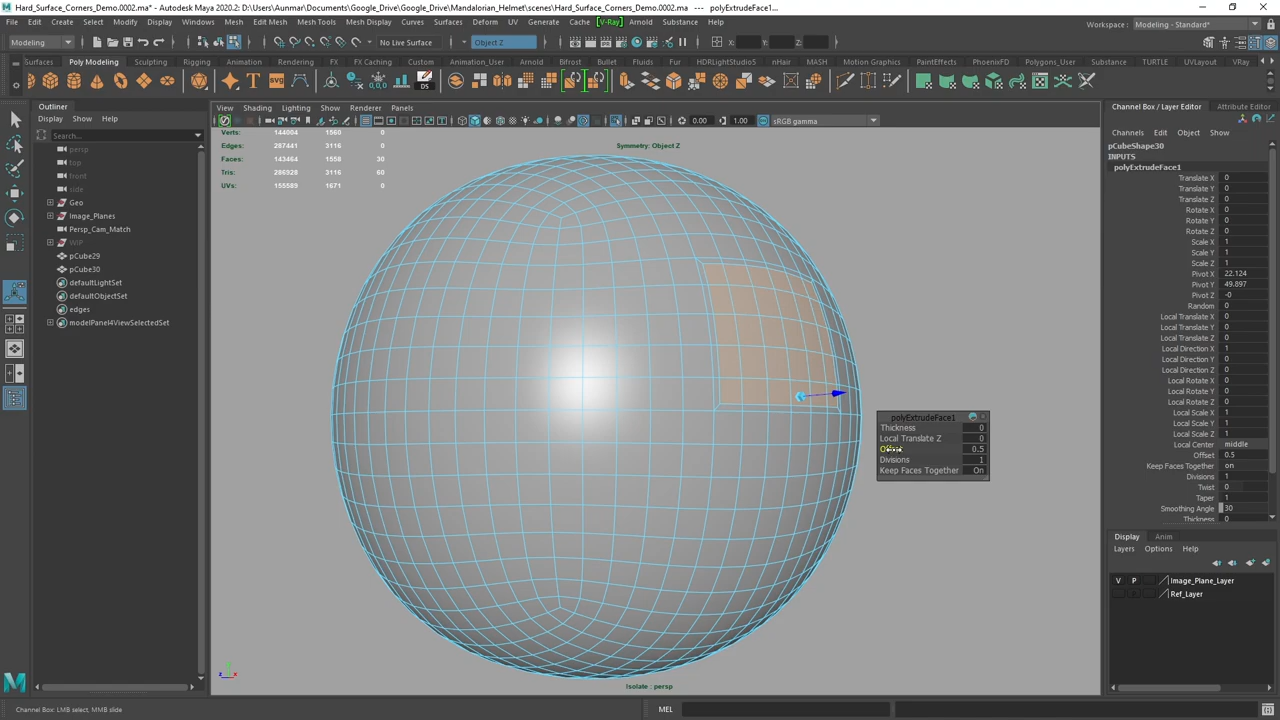 Hard_Surface_Corners_Demo.0002.ma* - Autodesk Maya 2020.2: D:\Users\Aunmar\Documents\Google_Drive\Google_Drive\Mandalorian_Helmet\scenes\Hard_Surface_Corners_Demo.0002.ma --- polyExtrudeFace1...
File Edit Create Select Modify Display Windows Mesh Edit Mesh Mesh Tools Mesh Display Curves Surfaces Deform UV Generate Cache [V-Ray] Arnold Substance Help
Workspace : Modeling - Standard*
Modeling No Live Surface Object Z X: Y: Z:
Surfaces Poly Modeling Sculpting Rigging Animation Rendering FX FX Caching Custom Animation_User Arnold Bifrost Bullet Fluids Fur HDRLightStudio5 nHair MASH Motion Graphics PhoenixFD Polygons_User Substance TURTLE UVLayout VRay
DS
Outliner
Display Show Help
Search...
persp
top
front
side
Geo
Image_Planes
Persp_Cam_Match
WIP
pCube29
pCube30
defaultLightSet
defaultObjectSet
edges
modelPanel4ViewSelectedSet
View Shading Lighting Show Renderer Panels
0.00 1.00 sRGB gamma
Verts: 144004 1560 0
Edges: 287441 3116 0
Faces: 143464 1558 30
Tris: 286928 3116 60
UVs: 155589 1671 0
Symmetry: Object Z
polyExtrudeFace1
Thickness 0
Local Translate Z 0
0.5
Divisions 1
Keep Faces Together On
Isolate : persp
z x
Channel Box / Layer Editor Attribute Editor
Channels Edit Object Show
pCubeShape30
INPUTS
polyExtrudeFace1
Translate X 0
Translate Y 0
Translate Z 0
Rotate X 0
Rotate Y 0
Rotate Z 0
Scale X 1
Scale Y 1
Scale Z 1
Pivot X 22.124
Pivot Y 49.897
Pivot Z -0
Random 0
Local Translate X 0
Local Translate Y 0
Local Translate Z 0
Local Direction X 1
Local Direction Y 0
Local Direction Z 0
Local Rotate X 0
Local Rotate Y 0
Local Rotate Z 0
Local Scale X 1
Local Scale Y 1
Local Scale Z 1
Local Center middle
Offset 0.5
Keep Faces Together on
Divisions 1
Twist 0
Taper 1
Smoothing Angle 30
Thickness 0
Display Anim
Layers Options Help
V P Image_Plane_Layer
Ref_Layer
Channel Box: LMB select, MMB slide
MEL